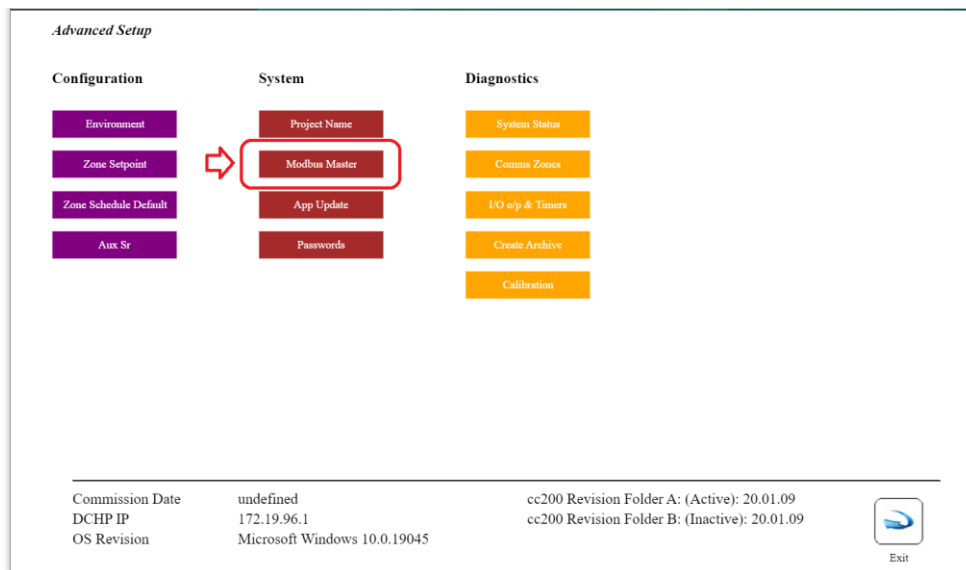 Advanced Setup
Configuration
System
Diagnostics
Environment
Project Name
System Status
Zone Setpoint
Modbus Master
Comms Zones
Zone Schedule Default
App Update
I/O o/p & Timers
Aux Sr
Passwords
Create Archive
Calibration
Commission Date
undefined
cc200 Revision Folder A: (Active): 20.01.09
DCHP IP
172.19.96.1
cc200 Revision Folder B: (Inactive): 20.01.09
OS Revision
Microsoft Windows 10.0.19045
Exit